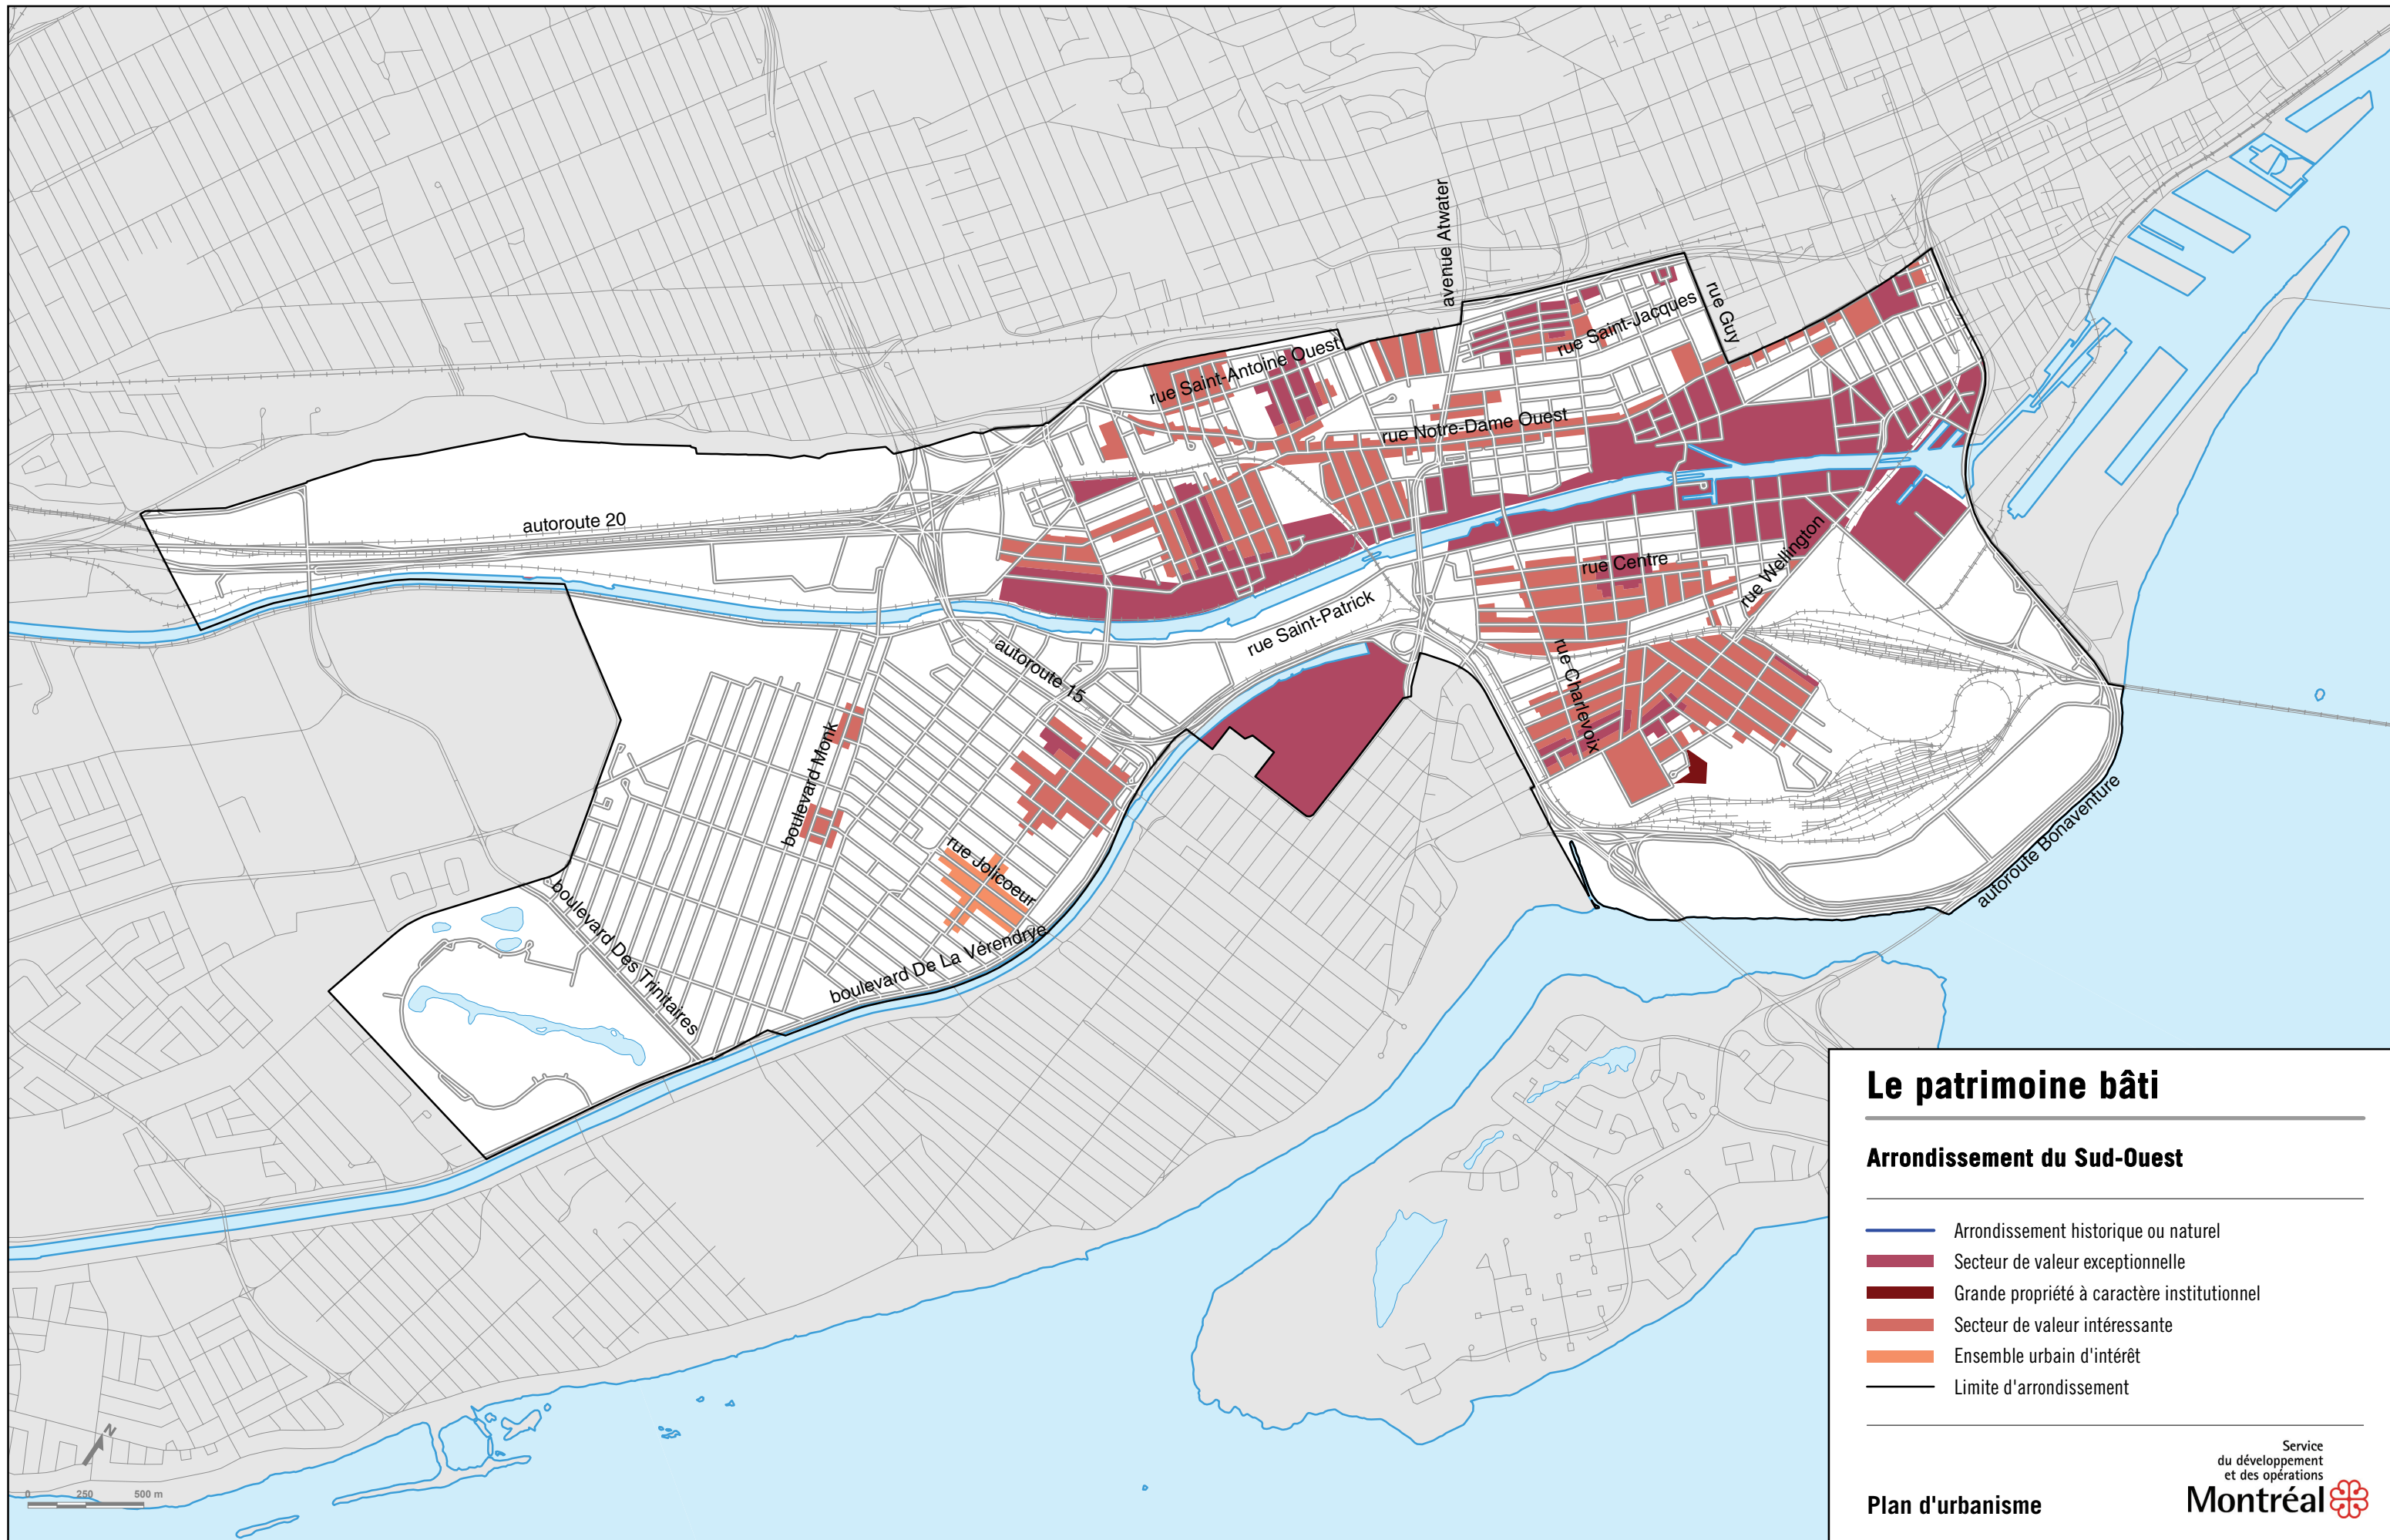 avenue Atwater
rue Guy
rue Saint-Jacques
rue Saint-Antoine Ouest
rue Notre-Dame Ouest
autoroute 20
rue Centre
rue Wellington
rue Saint-Patrick
autoroute 15
rue Charlevoix
boulevard Monk
rue Jolicoeur
autoroute Bonaventure
boulevard Des Trinitaires
boulevard De La Vérendrye
Le patrimoine bâti
Arrondissement du Sud-Ouest
Arrondissement historique ou naturel
Secteur de valeur exceptionnelle
Grande propriété à caractère institutionnel
Secteur de valeur intéressante
Ensemble urbain d'intérêt
Limite d'arrondissement
N
0 250 500 m
Service
du développement
et des opérations
Plan d'urbanisme
Montréal